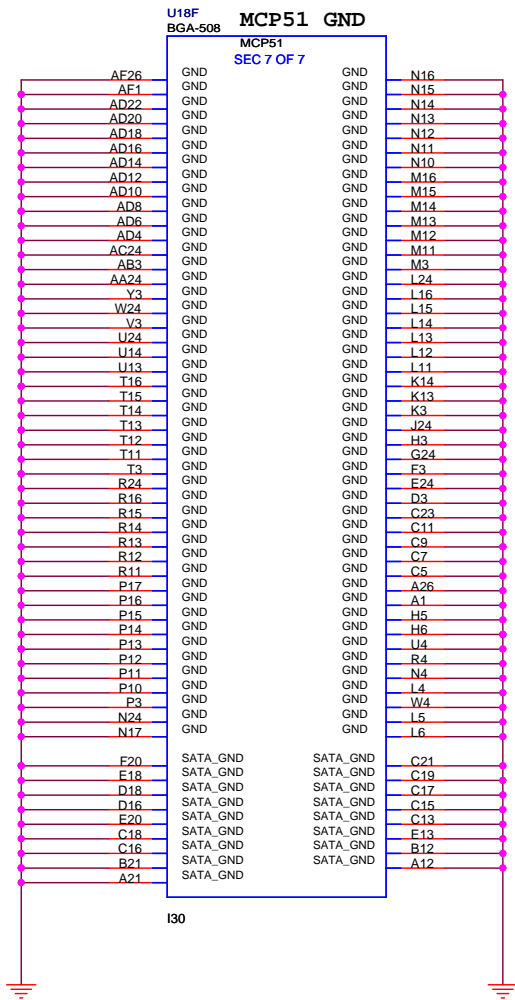 U18F MCP51 GND
BGA-508
MCP51
SEC 7 OF 7
AF26 GND GND N16
AF1 GND GND N15
AD22 GND GND N14
AD20 GND GND N13
AD18 GND GND N12
AD16 GND GND N11
AD14 GND GND N10
AD12 GND GND M16
AD10 GND GND M15
AD8 GND GND M14
AD6 GND GND M13
AD4 GND GND M12
AC24 GND GND M11
AB3 GND GND M3
AA24 GND GND L24
Y3 GND GND L16
W24 GND GND L15
V3 GND GND L14
U24 GND GND L13
U14 GND GND L12
U13 GND GND L11
T16 GND GND K14
T15 GND GND K13
T14 GND GND K3
T13 GND GND J24
T12 GND GND H3
T11 GND GND G24
T3 GND GND F3
R24 GND GND E24
R16 GND GND D3
R15 GND GND C23
R14 GND GND C11
R13 GND GND C9
R12 GND GND C7
R11 GND GND C5
P17 GND GND A26
P16 GND GND A1
P15 GND GND H5
P14 GND GND H6
P13 GND GND U4
P12 GND GND R4
P11 GND GND N4
P10 GND GND L4
P3 GND GND W4
N24 GND GND L5
N17 GND GND L6
F20 SATA_GND SATA_GND C21
E18 SATA_GND SATA_GND C19
D18 SATA_GND SATA_GND C17
D16 SATA_GND SATA_GND C15
E20 SATA_GND SATA_GND C13
C18 SATA_GND SATA_GND E13
C16 SATA_GND SATA_GND B12
B21 SATA_GND SATA_GND A12
A21 SATA_GND
I30